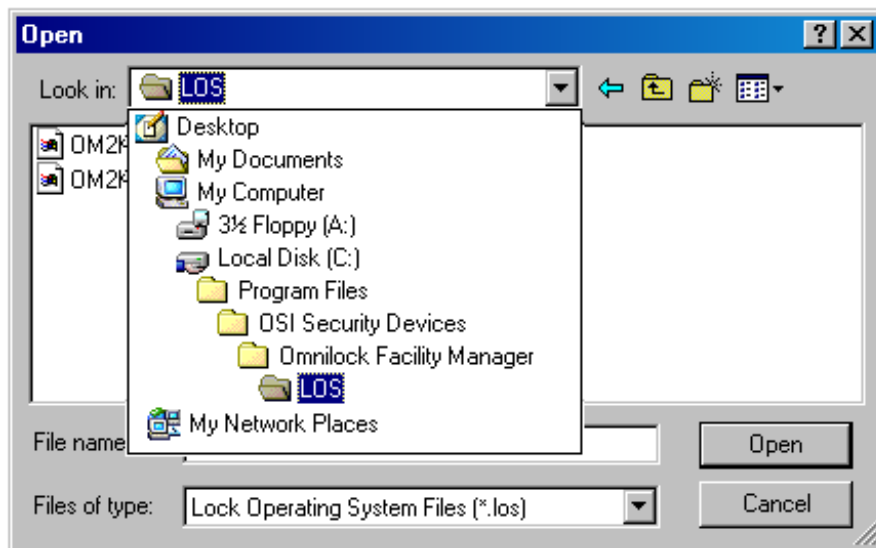 Open
Look in: LOS
Desktop
My Documents
My Computer
3½ Floppy (A:)
Local Disk (C:)
Program Files
OSI Security Devices
Omnilock Facility Manager
LOS
My Network Places
OM2K
OM2K
File name
Open
Files of type: Lock Operating System Files (*.los)
Cancel